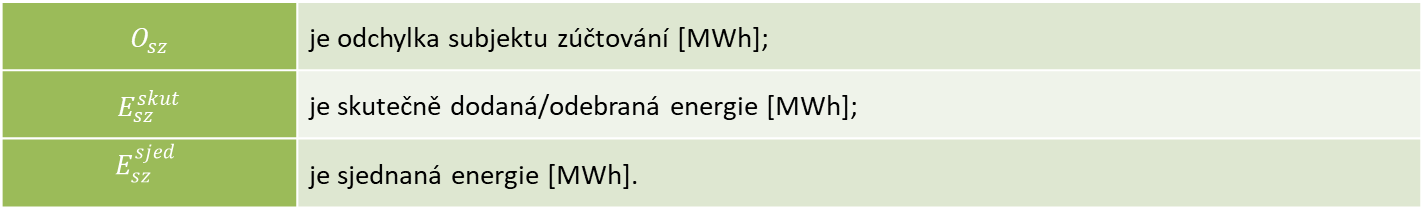 O_sz je odchylka subjektu zúčtování [MWh];
E_sz^skut je skutečně dodaná/odebraná energie [MWh];
E_sz^sjed je sjednaná energie [MWh].